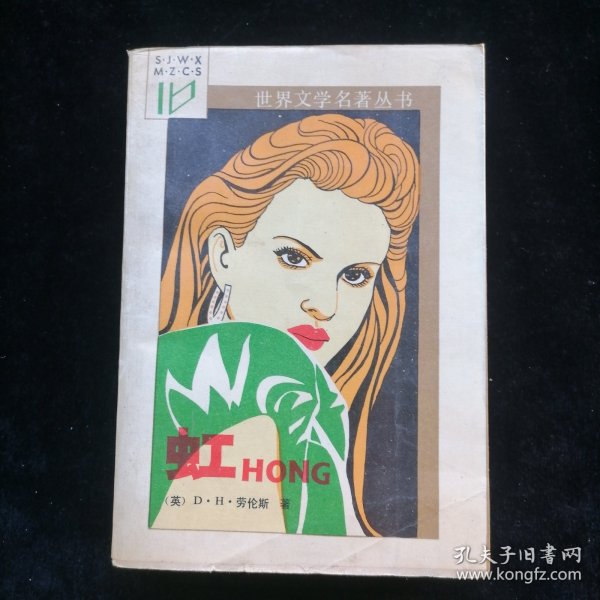 S·J·W·X
M·Z·C·S
世界文学名著丛书
虹HONG
(英)D·H·劳伦斯 著
孔夫子旧书网
www.kongfz.com